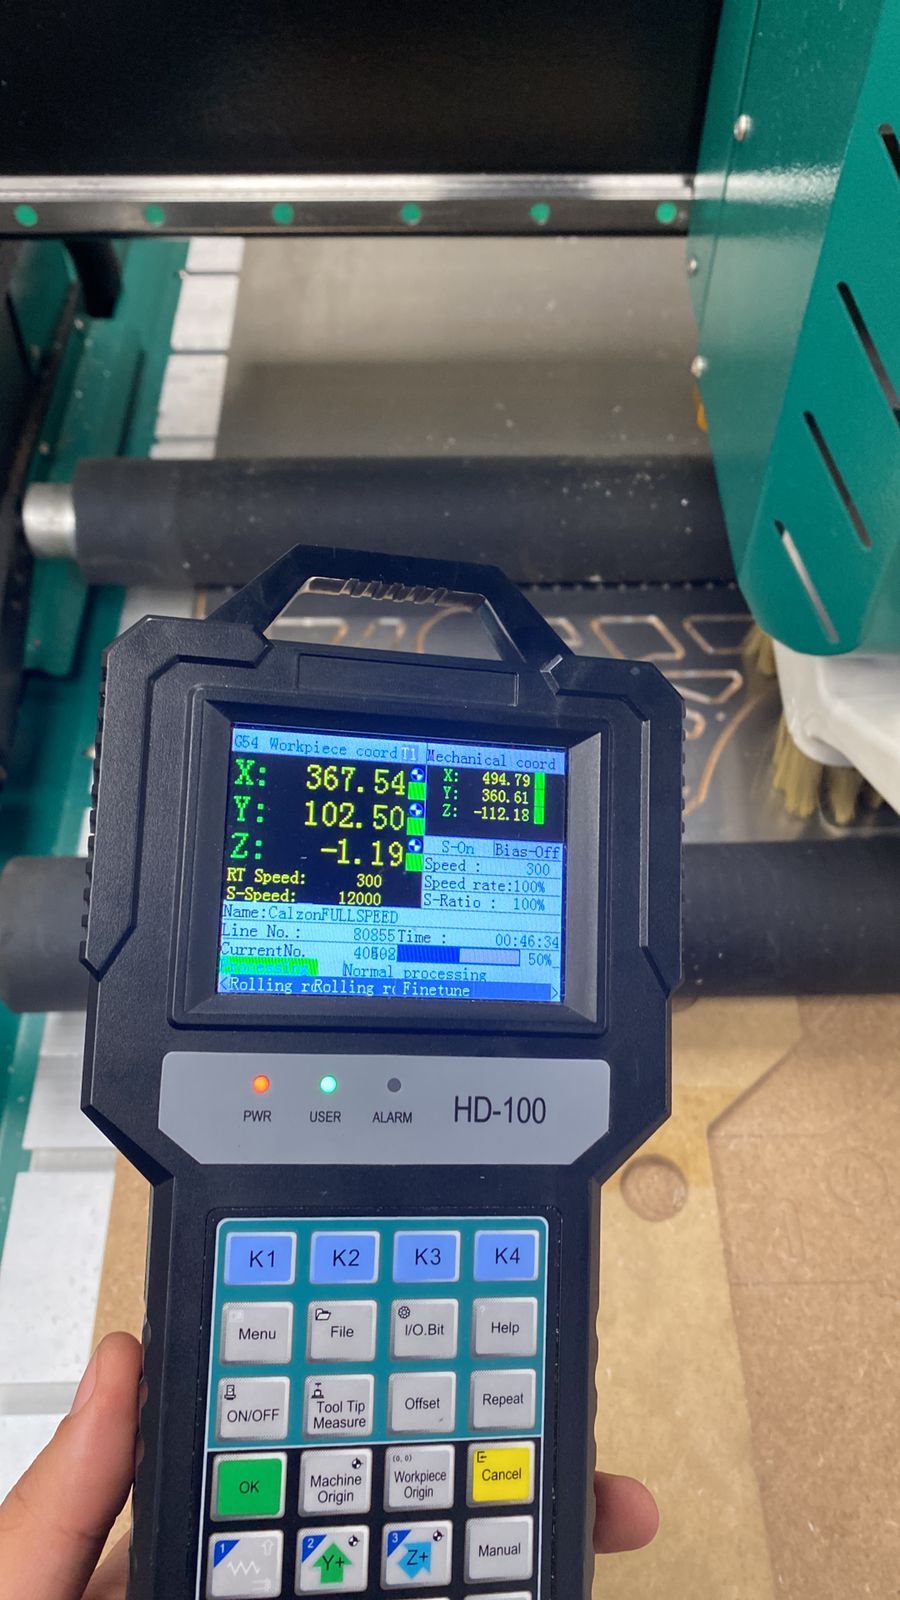 G54 Workpiece coord T1 Mechanical coord
X: 367.54 X: 494.79
Y: 102.50 Y: 360.61
Z: -1.19 Z: -112.18
S-On Bias-Off
RT Speed: 300 Speed : 300
S-Speed: 12000 Speed rate:100%
S-Ratio : 100%
Name:CalzonFULLSPEED
Line No.: 80855 Time : 00:46:34
CurrentNo. 50%
Normal processing
<Rolling r Rolling r Finetune >
PWR USER ALARM HD-100
K1 K2 K3 K4
Menu File I/O.Bit Help
ON/OFF Tool Tip Measure Offset Repeat
(0, 0)
OK Machine Origin Workpiece Origin Cancel
1 2 Y+ 3 Z+ Manual